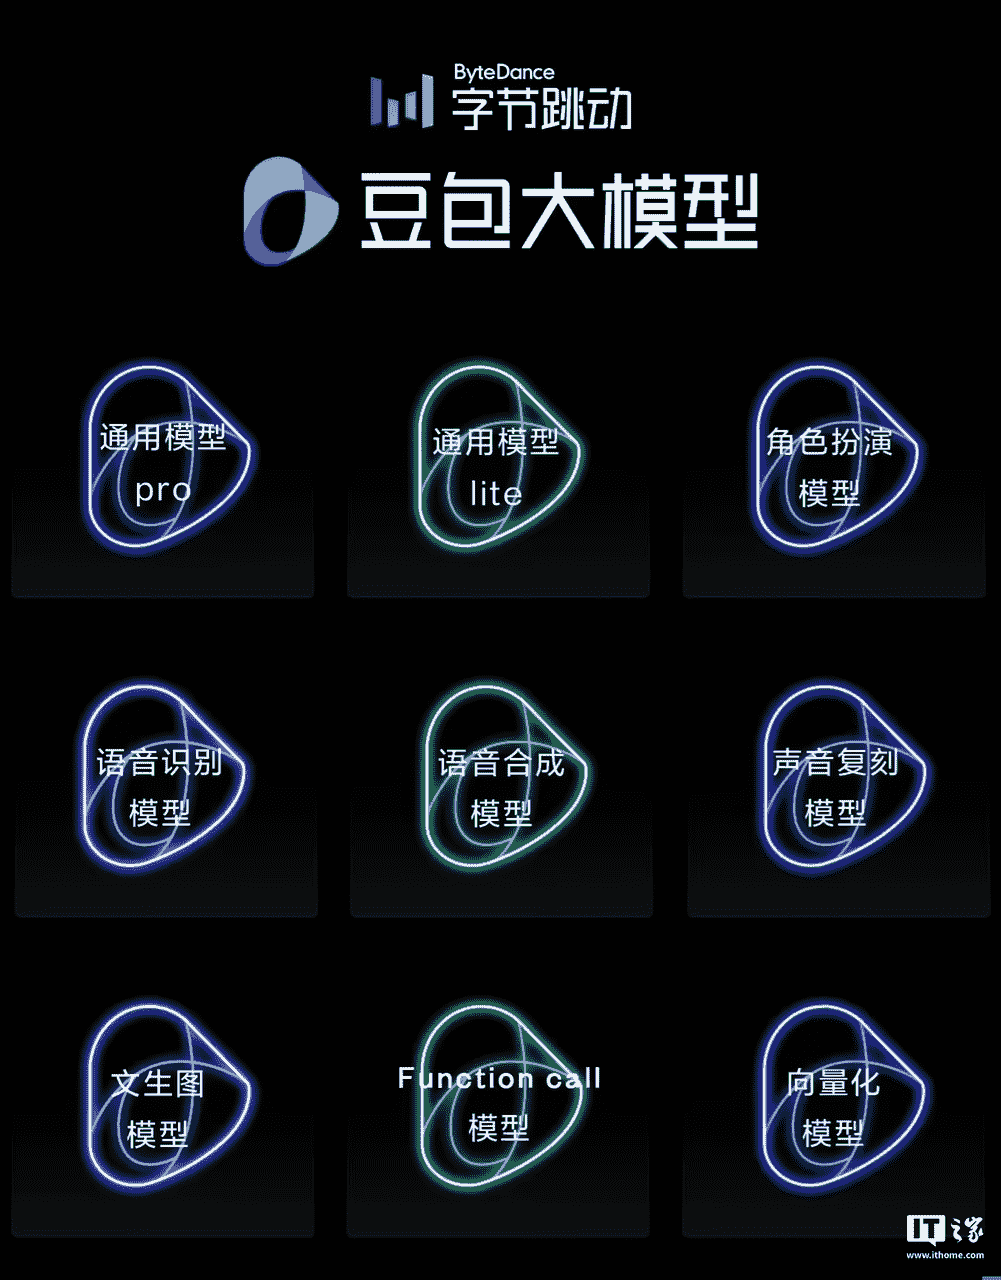 ByteDance
字节跳动
豆包大模型
通用模型
pro
通用模型
lite
角色扮演
模型
语音识别
模型
语音合成
模型
声音复刻
模型
文生图
模型
Function call
模型
向量化
模型
IT之家
www.ithome.com